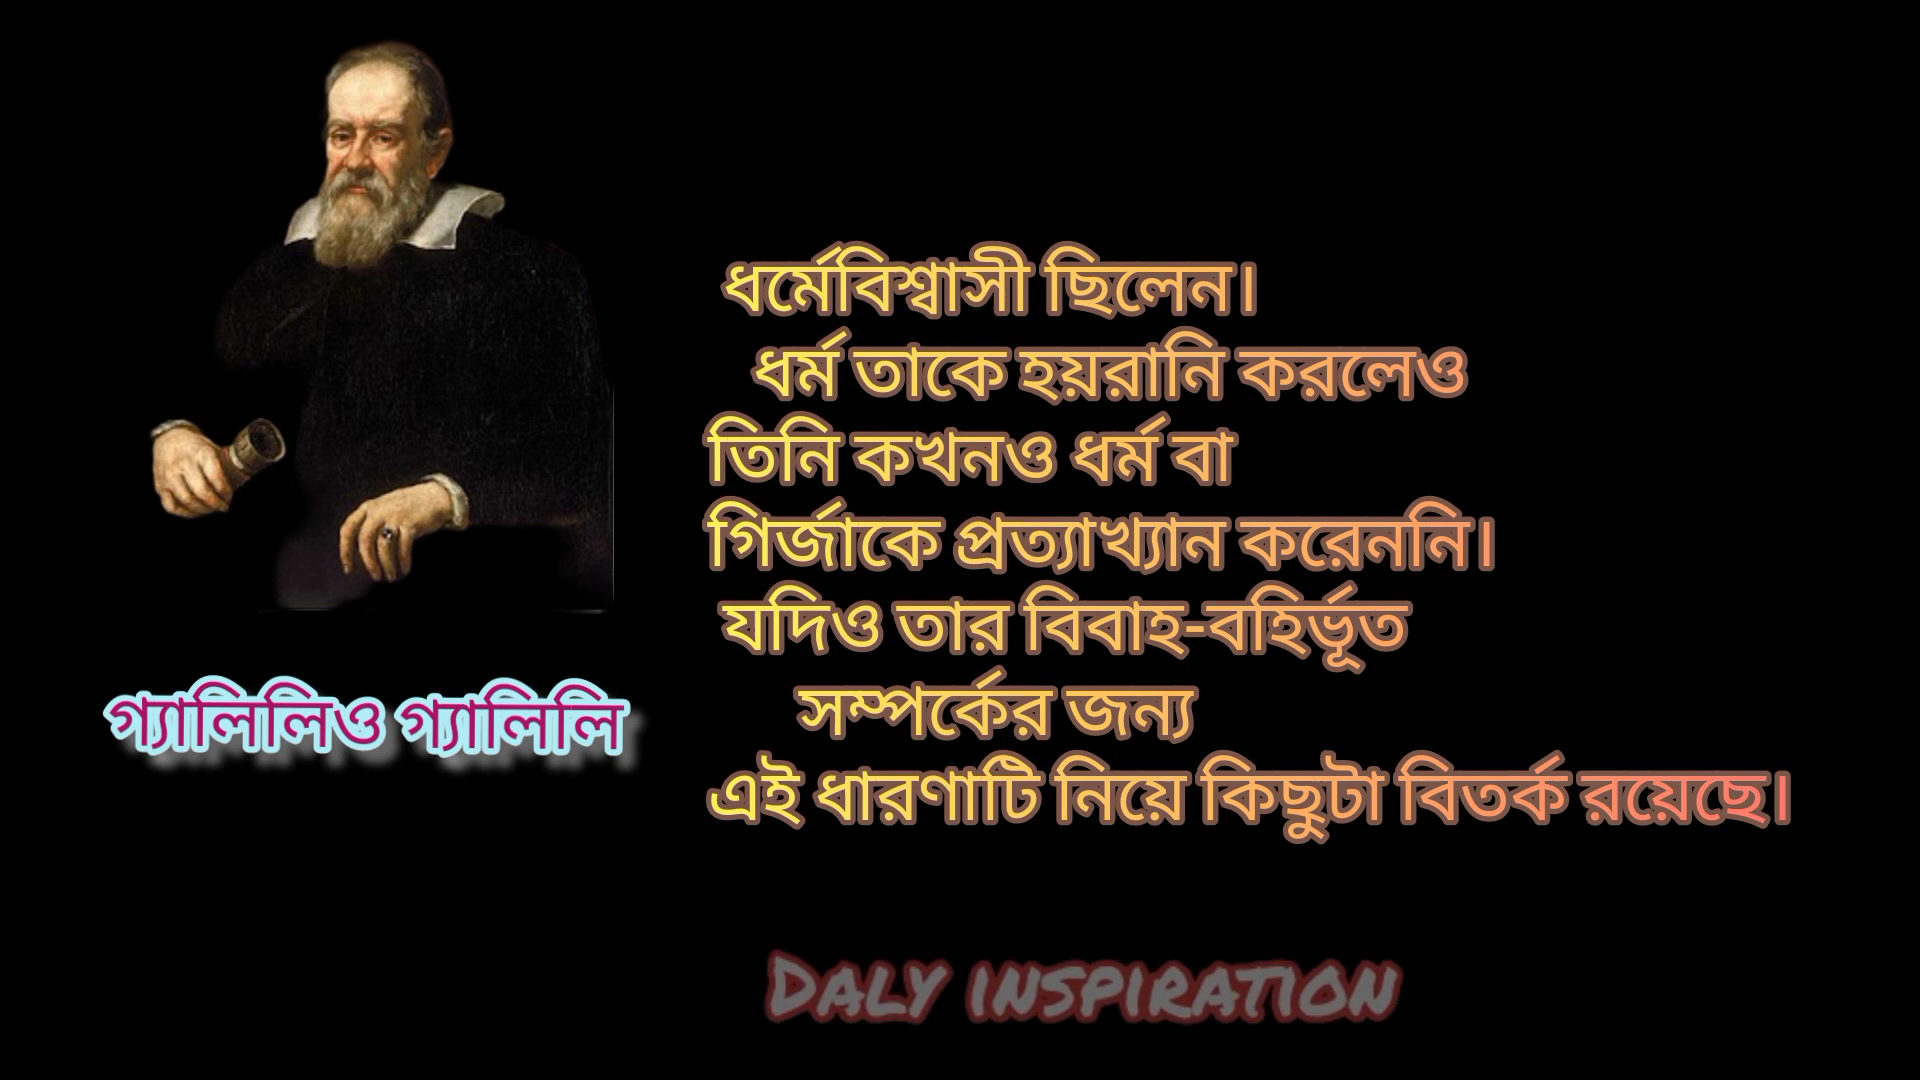 ধর্মেবিশ্বাসী ছিলেন।
ধর্ম তাকে হয়রানি করলেও
তিনি কখনও ধর্ম বা
গির্জাকে প্রত্যাখ্যান করেননি।
যদিও তার বিবাহ-বহির্ভূত
সম্পর্কের জন্য
এই ধারণাটি নিয়ে কিছুটা বিতর্ক রয়েছে।
গ্যালিলিও গ্যালিলি
DALY INSPIRATION